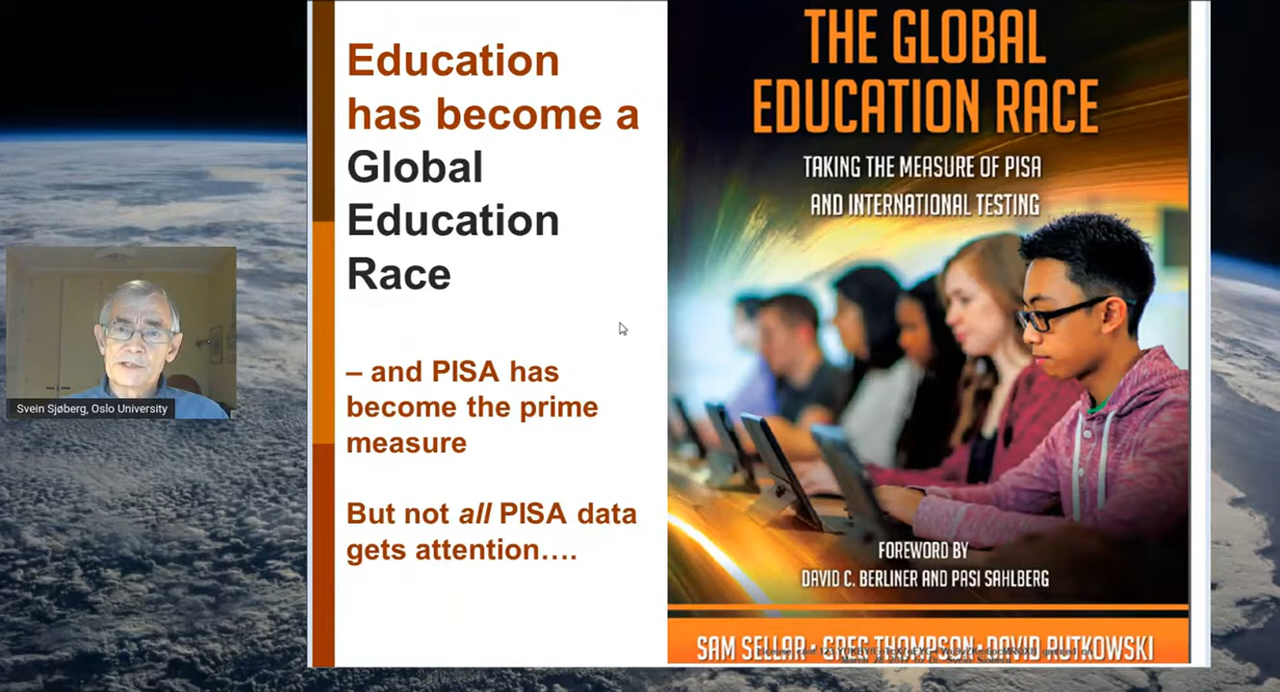 Education
has become a
Global
Education
Race
– and PISA has
become the prime
measure
But not all PISA data
gets attention….
THE GLOBAL
EDUCATION RACE
TAKING THE MEASURE OF PISA
AND INTERNATIONAL TESTING
FOREWORD BY
DAVID C. BERLINER AND PASI SAHLBERG
SAM SELLAR · GREG THOMPSON · DAVID RUTKOWSKI
Svein Sjøberg, Oslo University